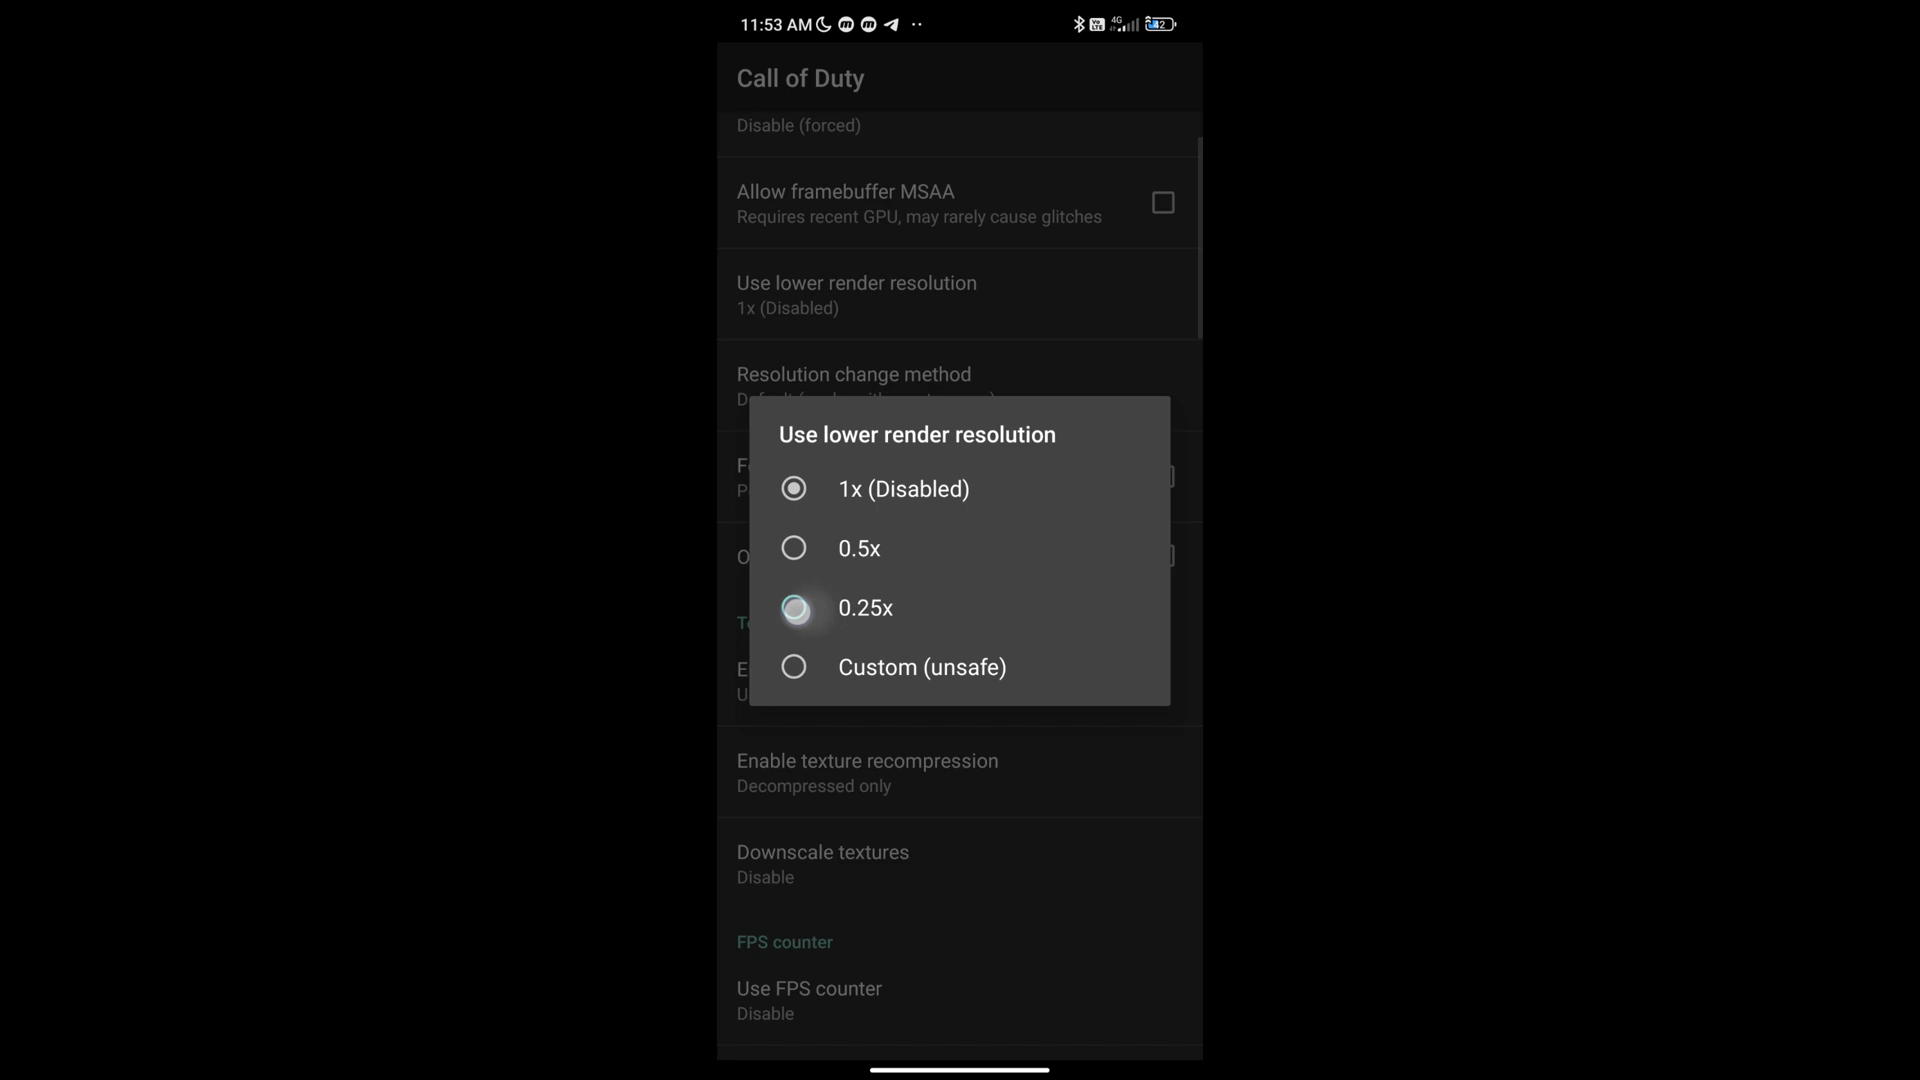 11:53 AM
4G
42
Call of Duty
Disable (forced)
Allow framebuffer MSAA
Requires recent GPU, may rarely cause glitches
Use lower render resolution
1x (Disabled)
Resolution change method
Use lower render resolution
1x (Disabled)
0.5x
0.25x
Custom (unsafe)
Enable texture recompression
Decompressed only
Downscale textures
Disable
FPS counter
Use FPS counter
Disable